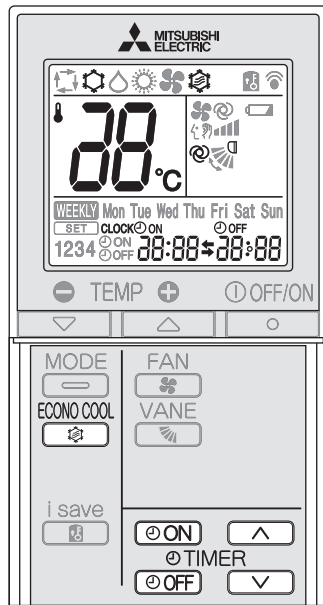 MITSUBISHI
ELECTRIC
88°C
WEEKLY Mon Tue Wed Thu Fri Sat Sun
SET CLOCK ON OFF
1234 ON OFF 88:88 88:88
TEMP OFF/ON
MODE FAN
ECONO COOL VANE
i save
ON
TIMER
OFF